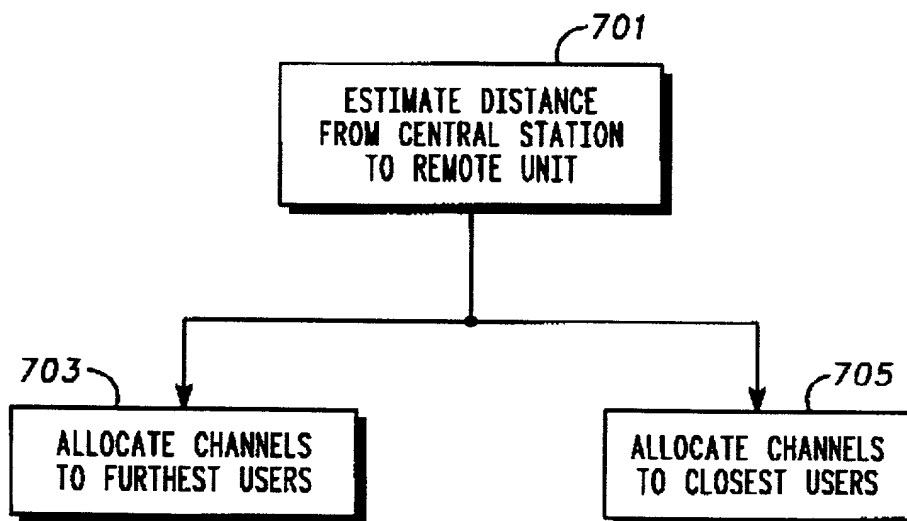 701
ESTIMATE DISTANCE
FROM CENTRAL STATION
TO REMOTE UNIT
703
ALLOCATE CHANNELS
TO FURTHEST USERS
705
ALLOCATE CHANNELS
TO CLOSEST USERS